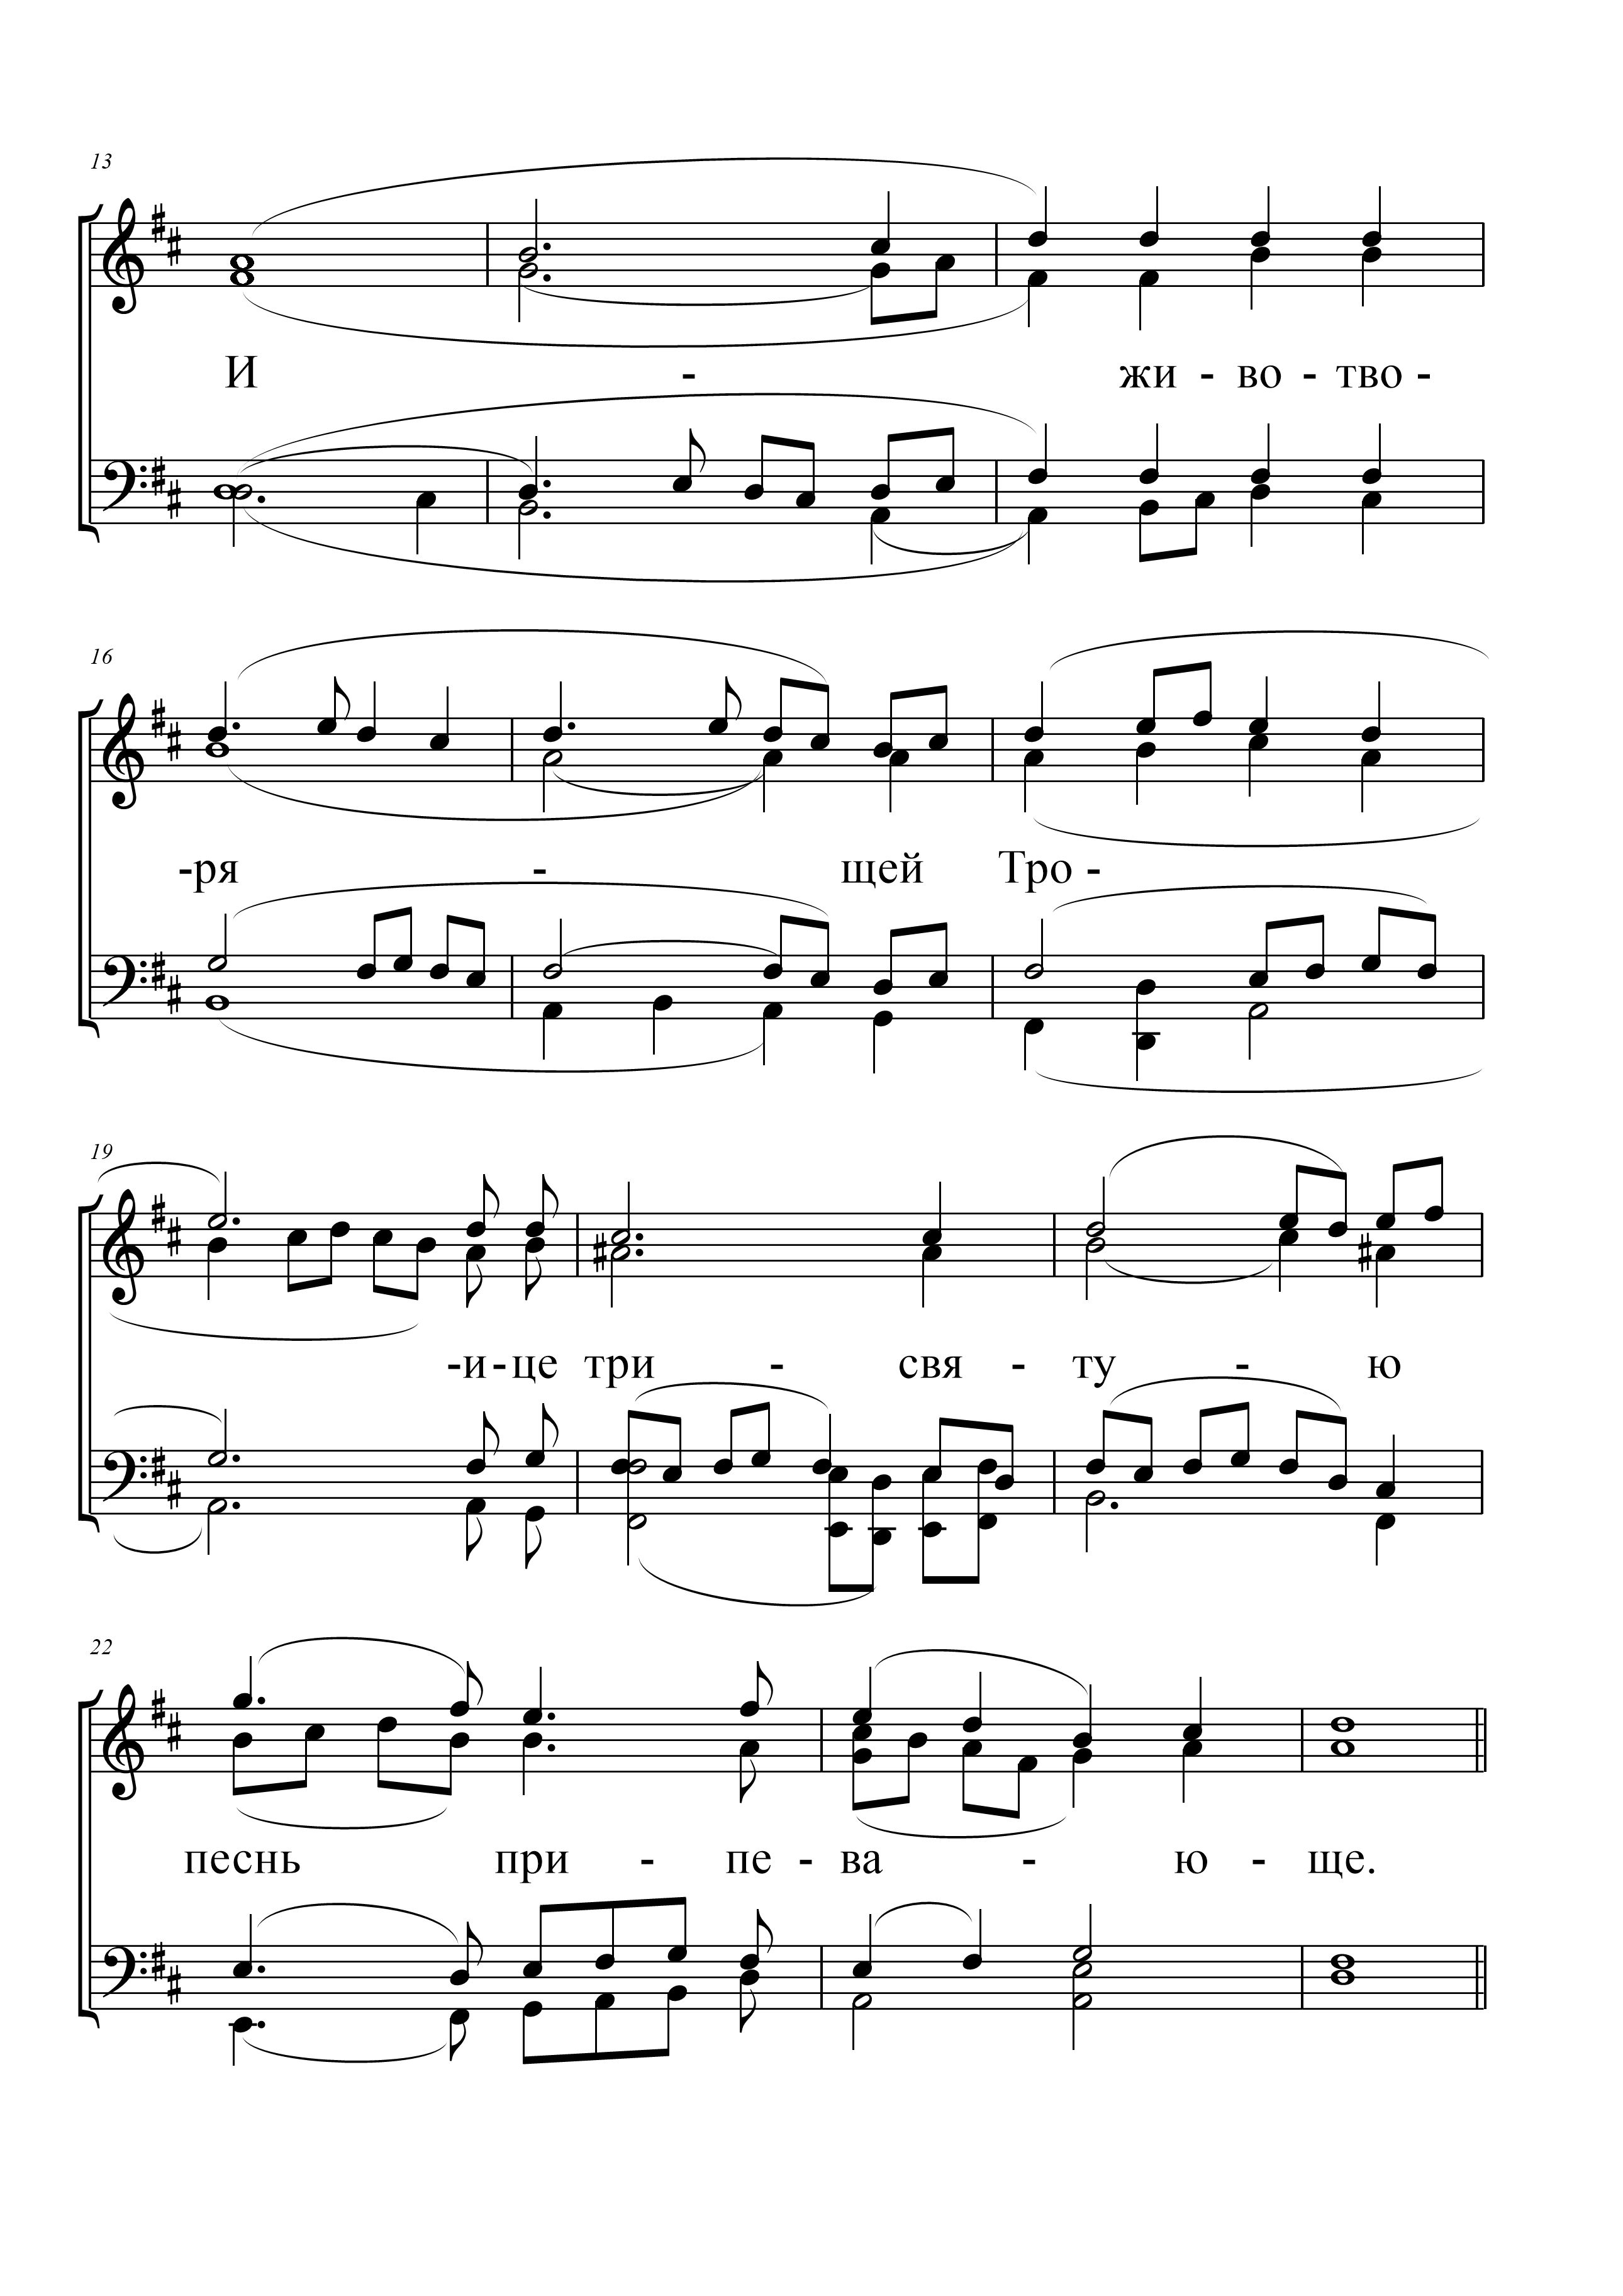 13
И - жи - во - тво -
16
-ря - щей Тро -
19
-и-це три - свя - ту - ю
22
песнь при - пе - ва - ю - ще.